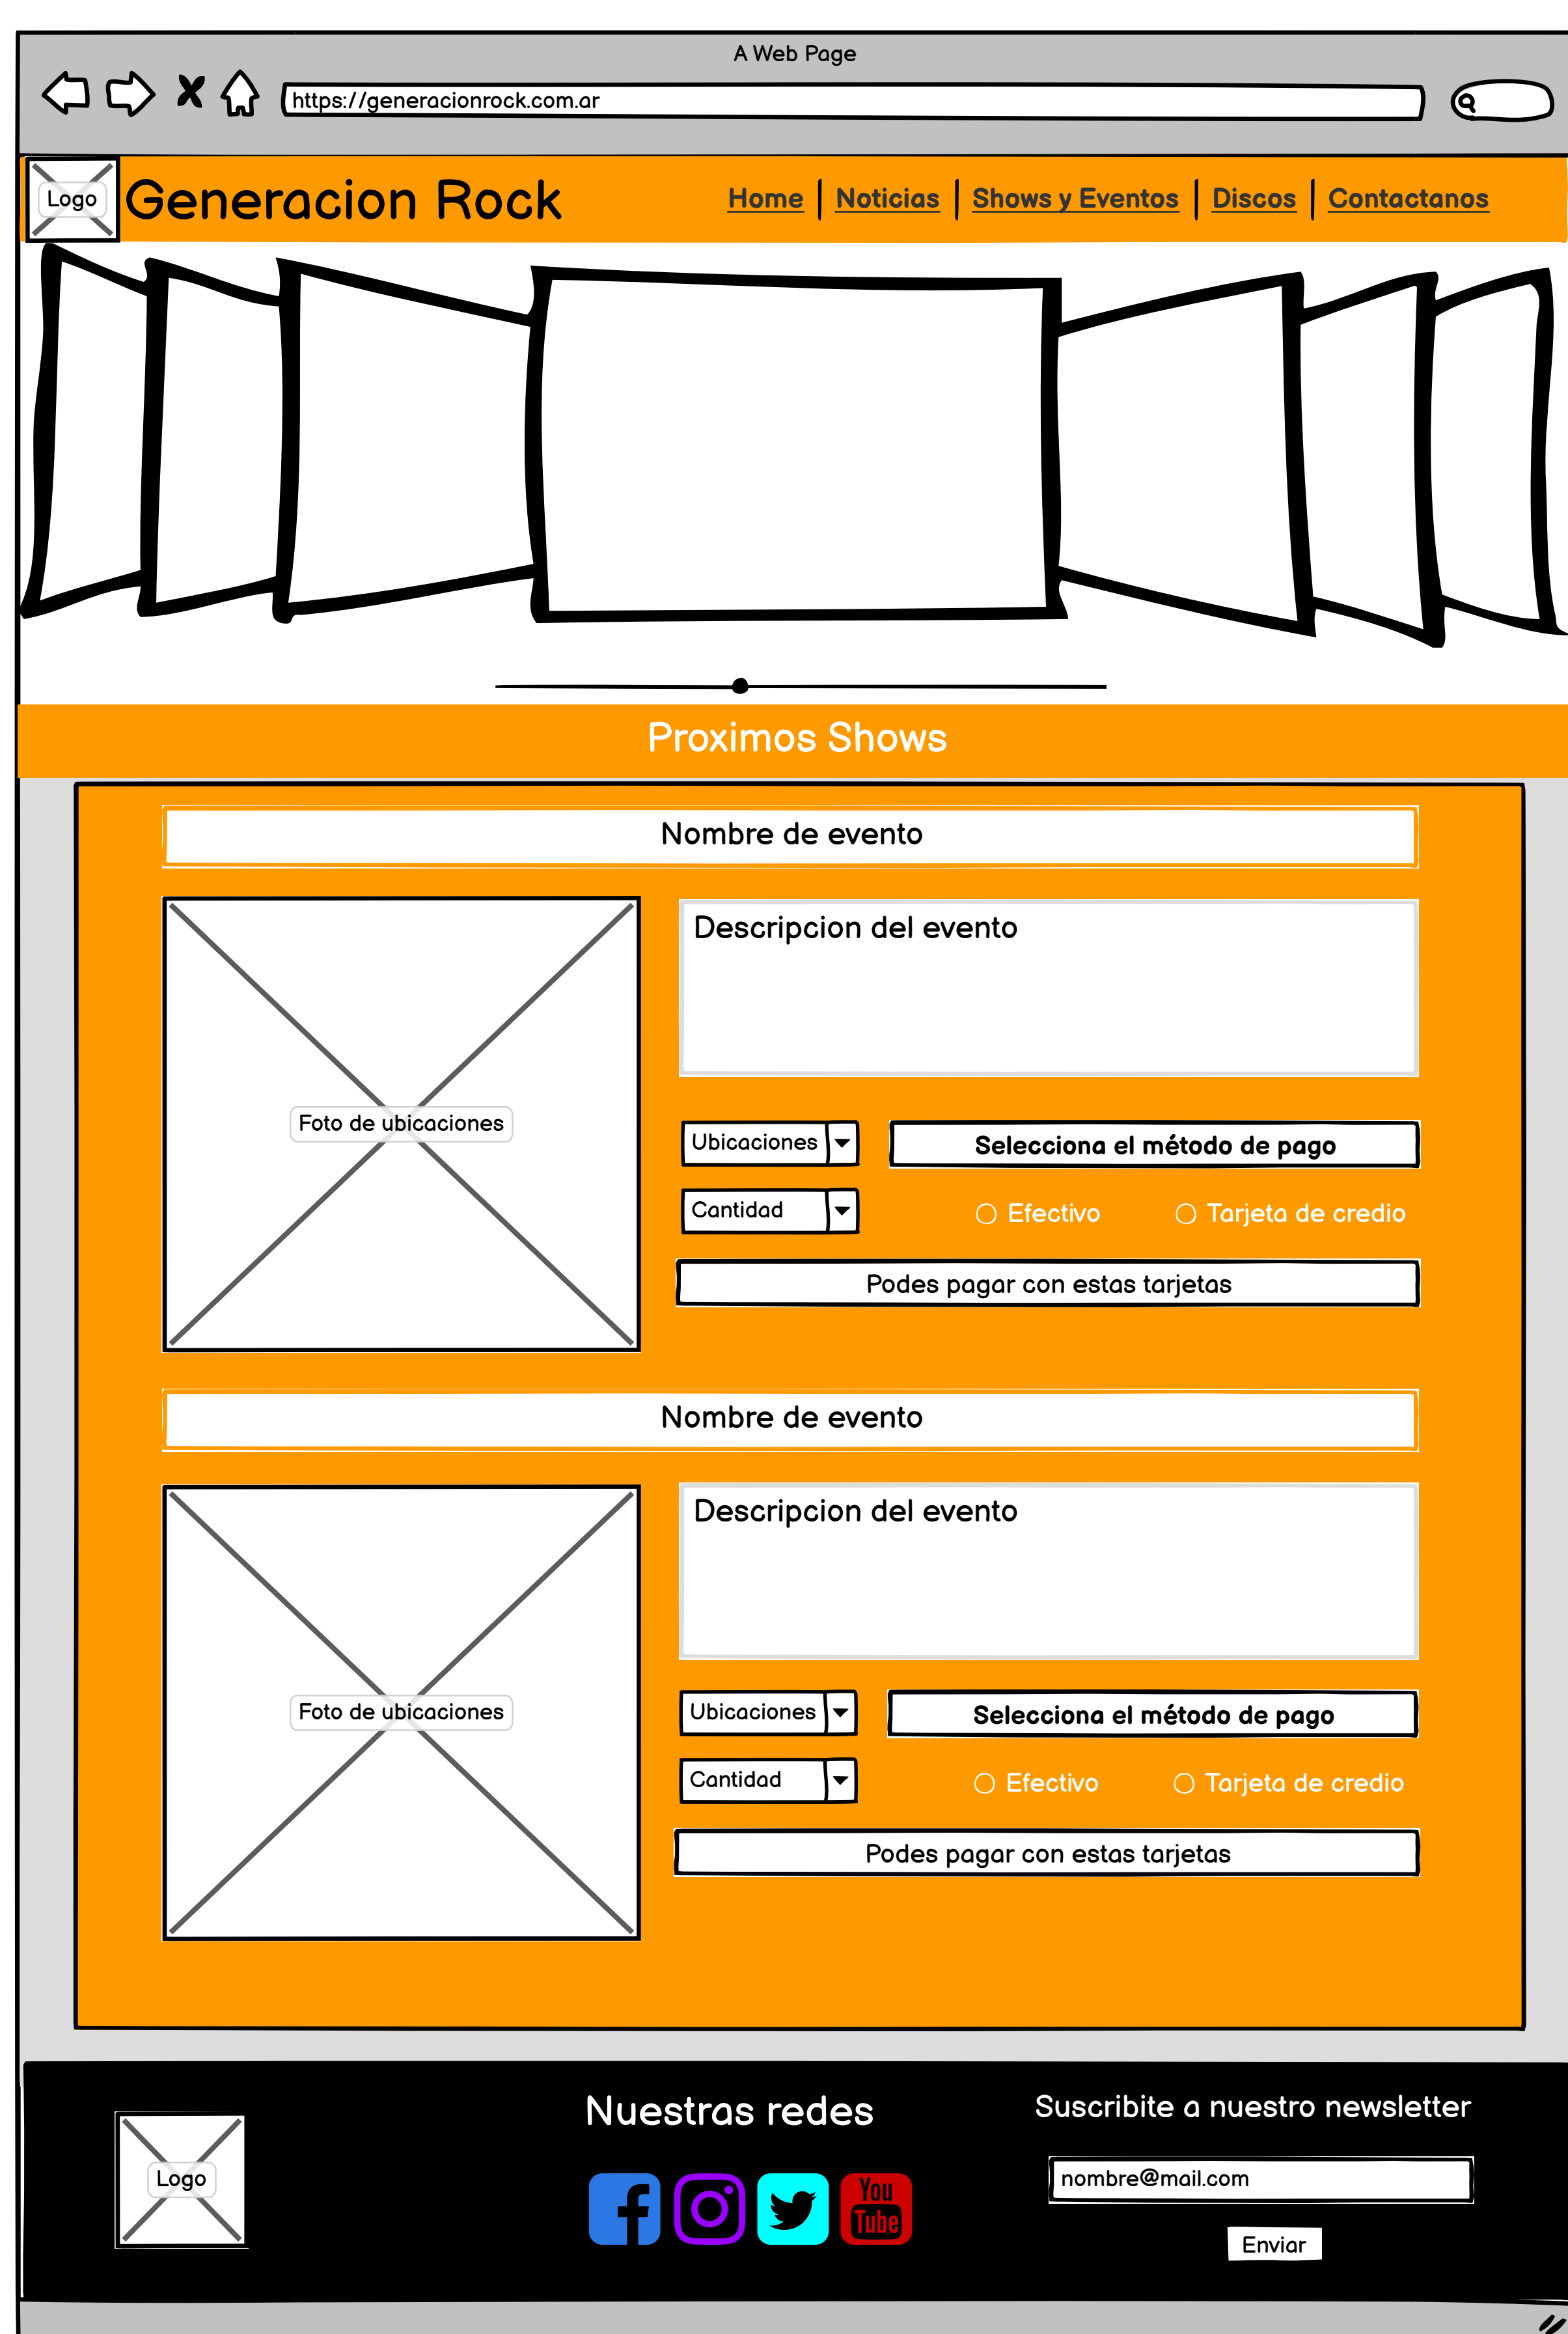 A Web Page
https://generacionrock.com.ar
Logo
Generacion Rock
Home | Noticias | Shows y Eventos | Discos | Contactanos
Proximos Shows
Nombre de evento
Descripcion del evento
Foto de ubicaciones
Ubicaciones
Selecciona el método de pago
Cantidad
Efectivo
Tarjeta de credio
Podes pagar con estas tarjetas
Nombre de evento
Descripcion del evento
Foto de ubicaciones
Ubicaciones
Selecciona el método de pago
Cantidad
Efectivo
Tarjeta de credio
Podes pagar con estas tarjetas
Logo
Nuestras redes
You
Tube
Suscribite a nuestro newsletter
nombre@mail.com
Enviar